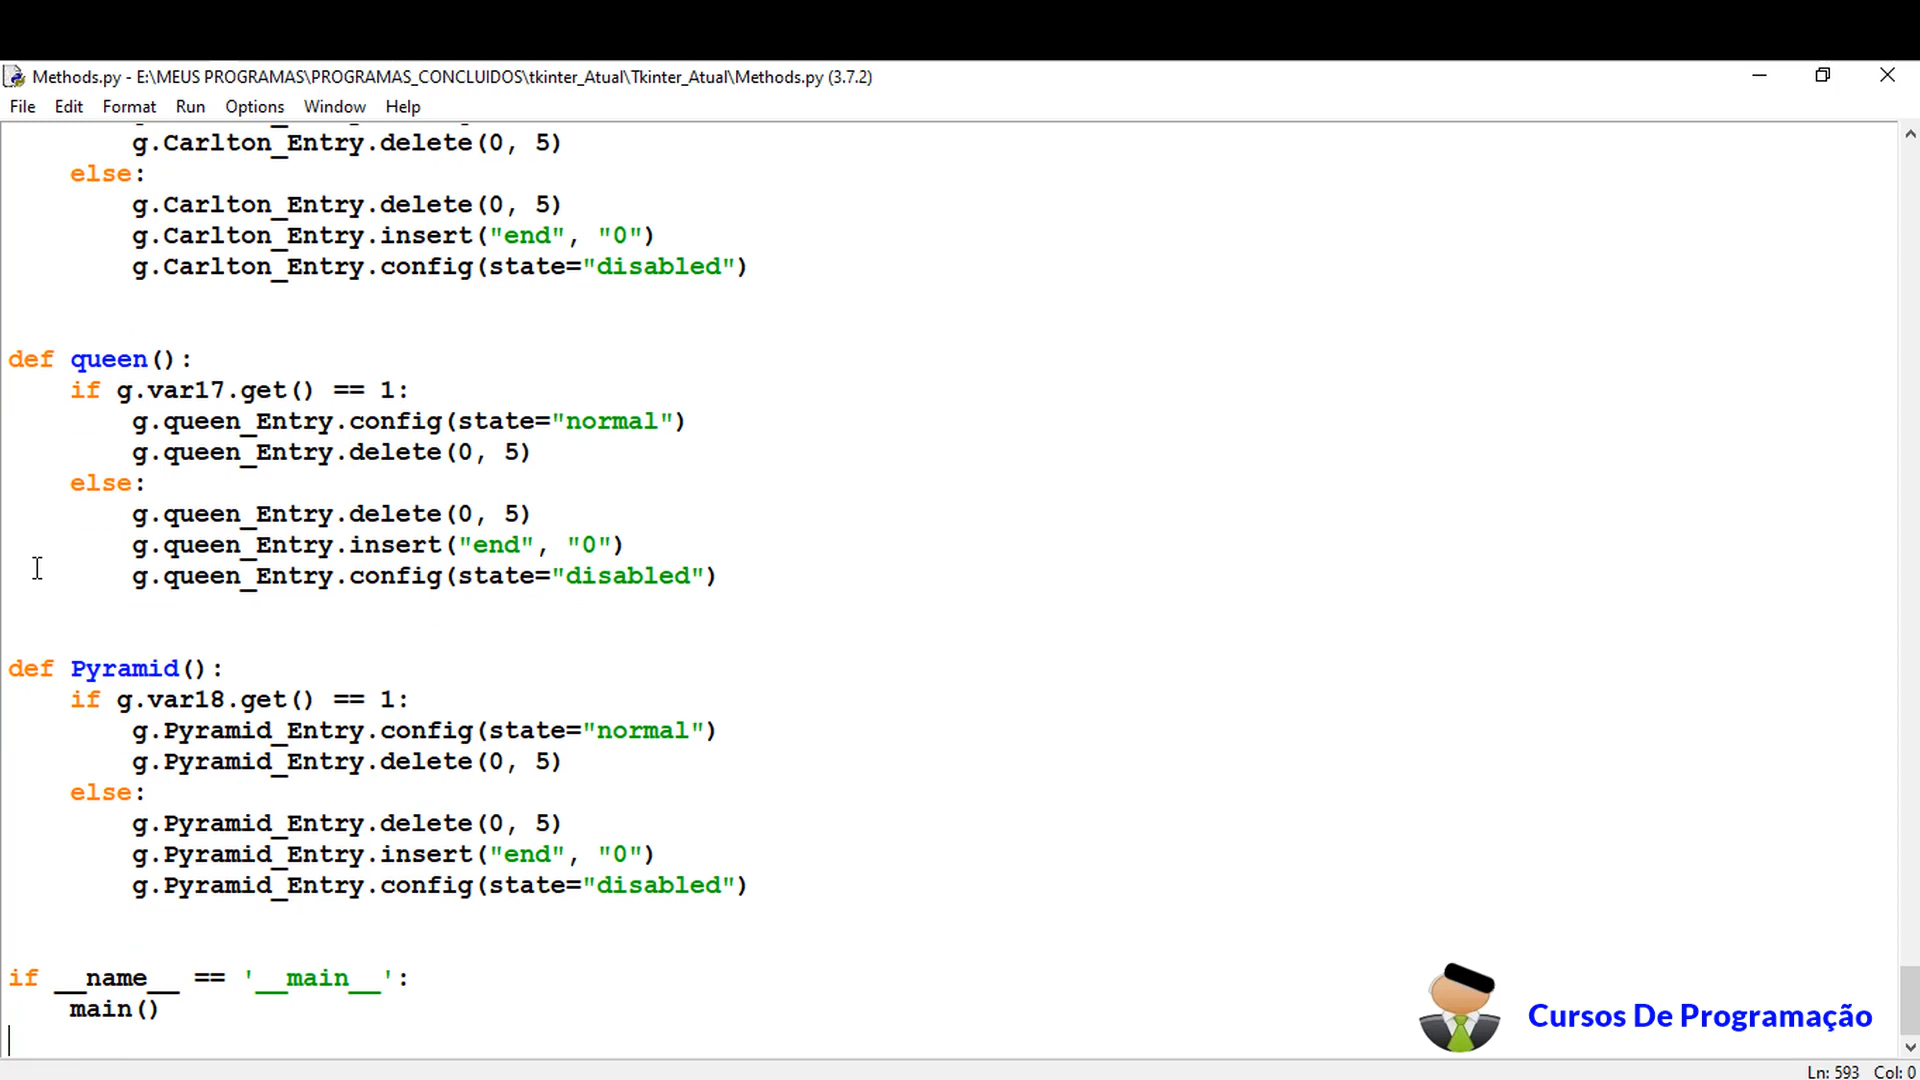 Methods.py - E:\MEUS PROGRAMAS\PROGRAMAS_CONCLUIDOS\tkinter_Atual\Tkinter_Atual\Methods.py (3.7.2)
File Edit Format Run Options Window Help
        g.Carlton_Entry.delete(0, 5)
    else:
        g.Carlton_Entry.delete(0, 5)
        g.Carlton_Entry.insert("end", "0")
        g.Carlton_Entry.config(state="disabled")
def queen():
    if g.var17.get() == 1:
        g.queen_Entry.config(state="normal")
        g.queen_Entry.delete(0, 5)
    else:
        g.queen_Entry.delete(0, 5)
        g.queen_Entry.insert("end", "0")
        g.queen_Entry.config(state="disabled")
def Pyramid():
    if g.var18.get() == 1:
        g.Pyramid_Entry.config(state="normal")
        g.Pyramid_Entry.delete(0, 5)
    else:
        g.Pyramid_Entry.delete(0, 5)
        g.Pyramid_Entry.insert("end", "0")
        g.Pyramid_Entry.config(state="disabled")
if __name__ == '__main__':
    main()
Cursos De Programação
Ln: 593 Col: 0